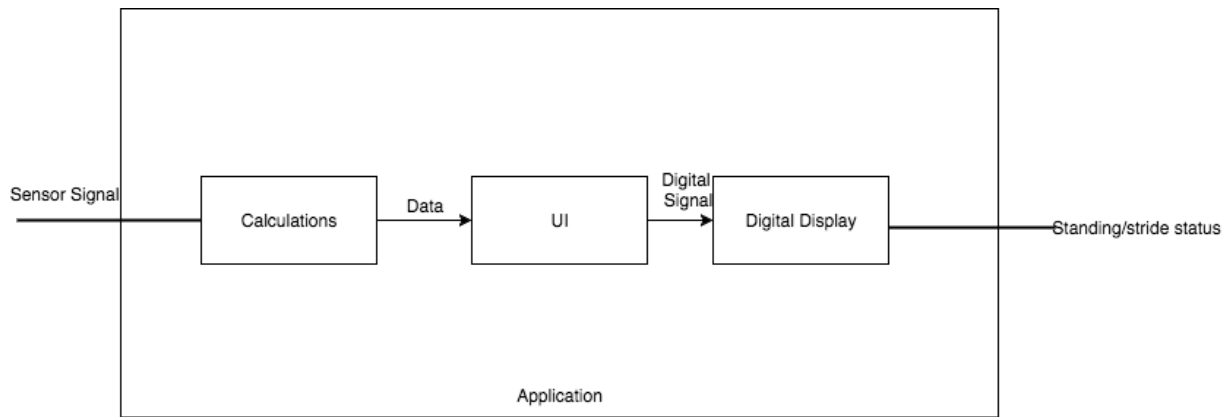 Sensor Signal
Calculations
Data
UI
Digital
Signal
Digital Display
Standing/stride status
Application